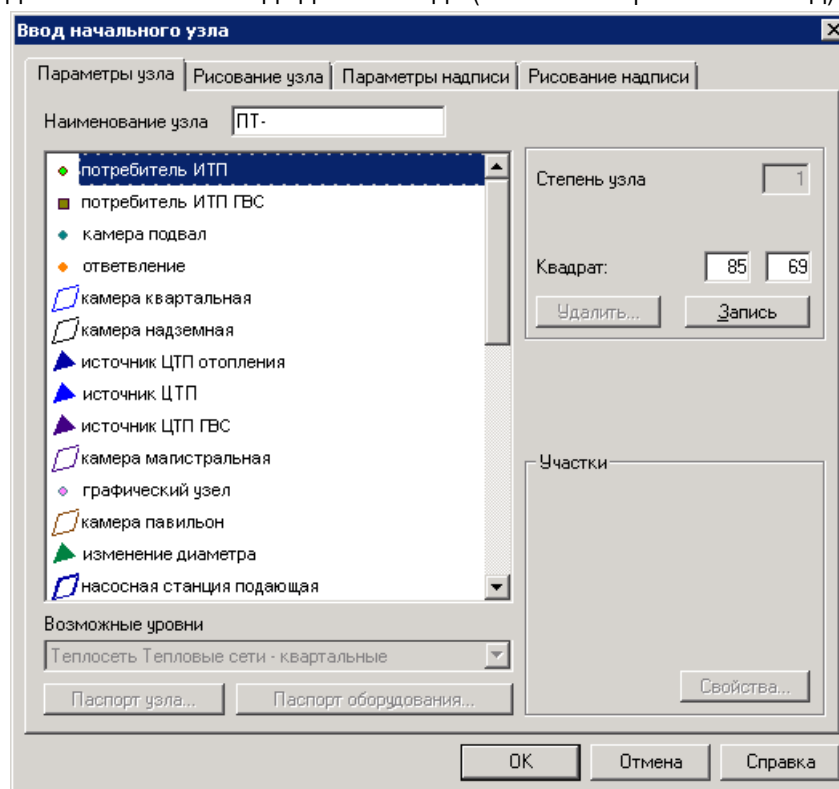 Ввод начального узла
Параметры узла Рисование узла Параметры надписи Рисование надписи
Наименование узла ПТ-
потребитель ИТП
потребитель ИТП ГВС
камера подвал
ответвление
камера квартальная
камера надземная
источник ЦТП отопления
источник ЦТП
источник ЦТП ГВС
камера магистральная
графический узел
камера павильон
изменение диаметра
насосная станция подающая
Возможные уровни
Теплосеть Тепловые сети - квартальные
Паспорт узла... Паспорт оборудования...
Степень узла 1
Квадрат: 85 69
Удалить... Запись
Участки
Свойства...
OK Отмена Справка